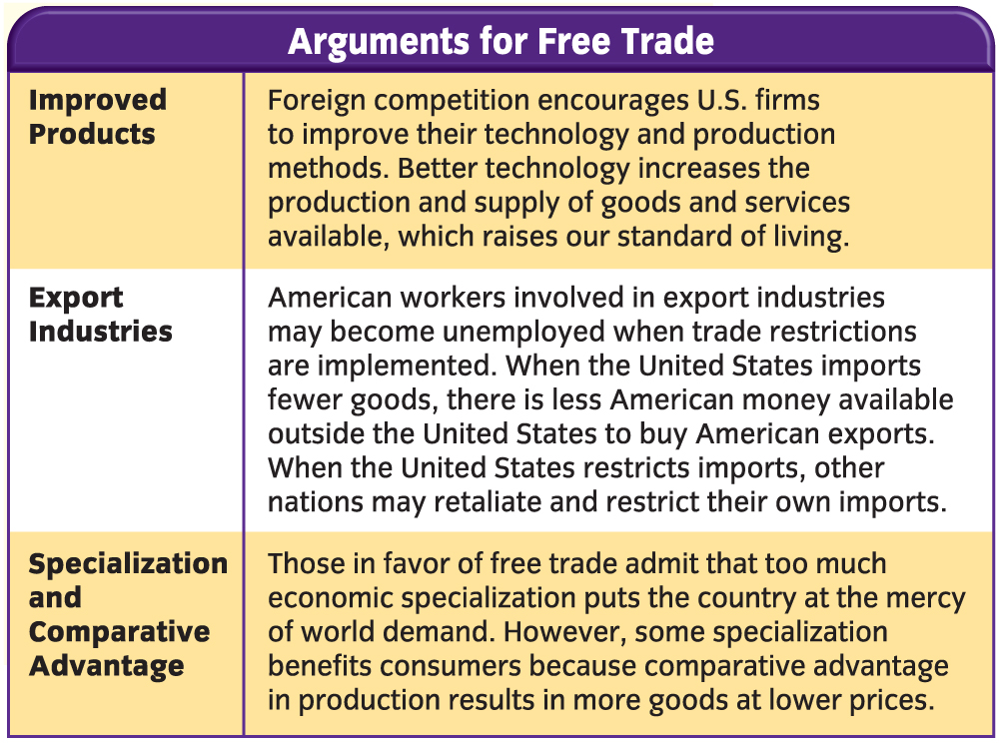 Arguments for Free Trade
Improved
Products
Foreign competition encourages U.S. firms
to improve their technology and production
methods. Better technology increases the
production and supply of goods and services
available, which raises our standard of living.
Export
Industries
American workers involved in export industries
may become unemployed when trade restrictions
are implemented. When the United States imports
fewer goods, there is less American money available
outside the United States to buy American exports.
When the United States restricts imports, other
nations may retaliate and restrict their own imports.
Specialization
and
Comparative
Advantage
Those in favor of free trade admit that too much
economic specialization puts the country at the mercy
of world demand. However, some specialization
benefits consumers because comparative advantage
in production results in more goods at lower prices.